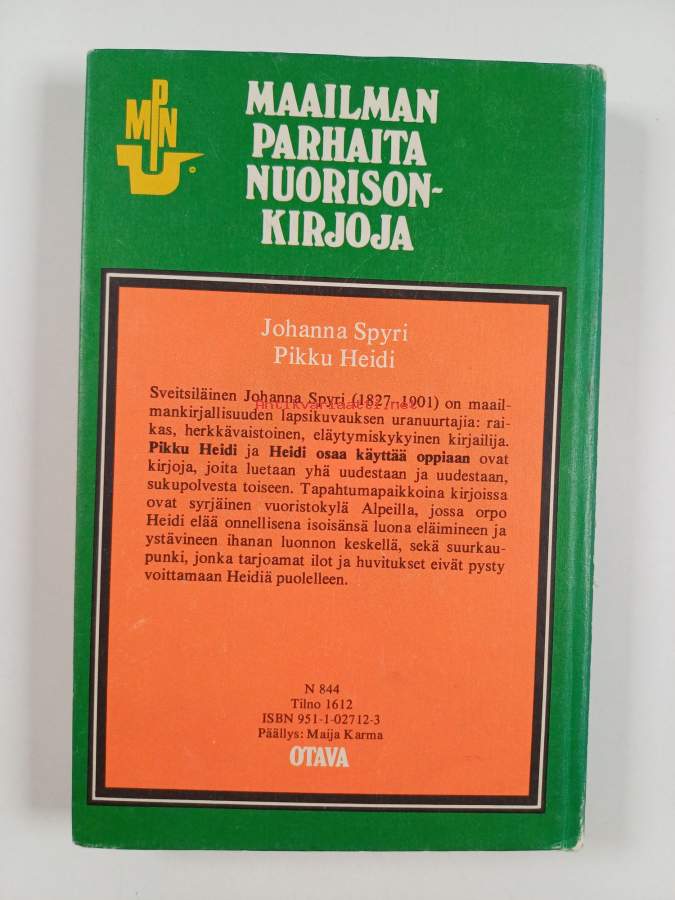 MPN
MAAILMAN
PARHAITA
NUORISON-
KIRJOJA
Johanna Spyri
Pikku Heidi
Sveitsiläinen Johanna Spyri (1827–1901) on maail-
mankirjallisuuden lapsikuvauksen uranuurtajia: rai-
kas, herkkävaistoinen, eläytymiskykyinen kirjailija.
Pikku Heidi ja Heidi osaa käyttää oppiaan ovat
kirjoja, joita luetaan yhä uudestaan ja uudestaan,
sukupolvesta toiseen. Tapahtumapaikkoina kirjoissa
ovat syrjäinen vuoristokylä Alpeilla, jossa orpo
Heidi elää onnellisena isoisänsä luona eläimineen ja
ystävineen ihanan luonnon keskellä, sekä suurkau-
punki, jonka tarjoamat ilot ja huvitukset eivät pysty
voittamaan Heidiä puolelleen.
Antikvariaatti.net
N 844
Tilno 1612
ISBN 951-1-02712-3
Päällys: Maija Karma
OTAVA